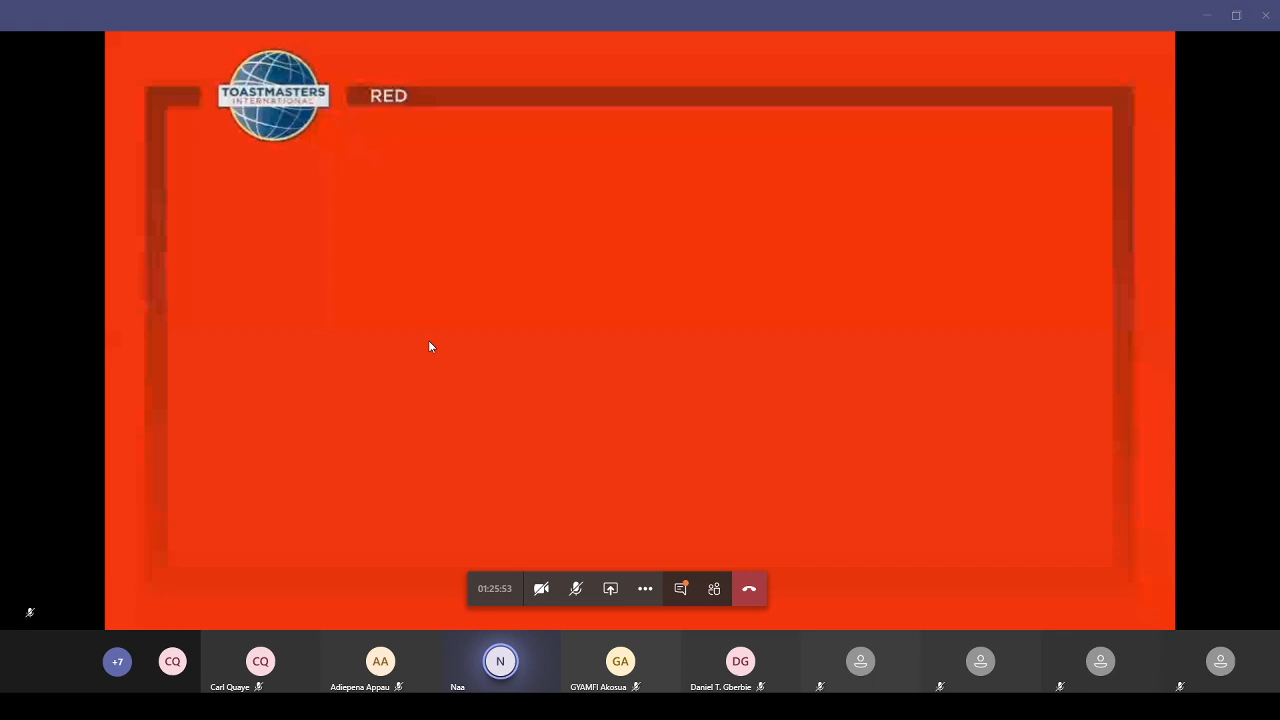 TOASTMASTERS
INTERNATIONAL
RED
01:25:53
+7
CQ
CQ
AA
N
GA
DG
Carl Quaye
Adiepena Appau
Naa
GYAMFI Akosua
Daniel T. Gberbie